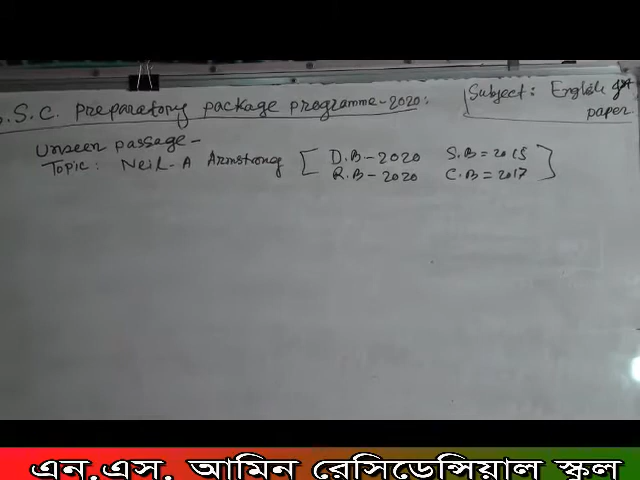 S.C. Preparatory package programme-2020:
Subject: English 1st paper
Unseen passage -
Topic: Neil-A Armstrong [ D.B-2020 S.B=2015
R.B-2020 C.B=2017 ]
এন.এস. আমিন রেসিডেন্সিয়াল স্কুল